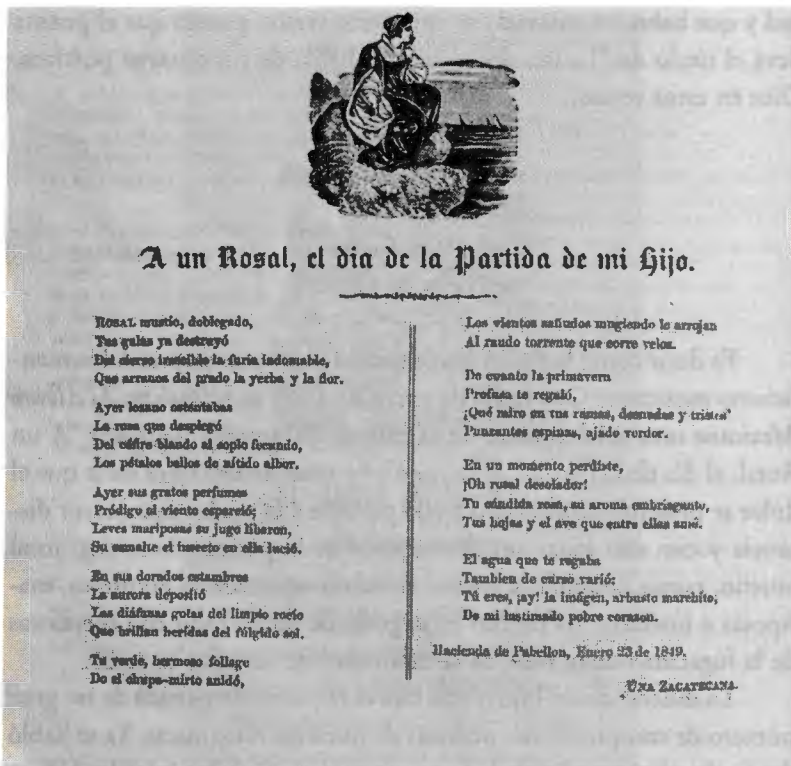 ad y que
A un Rosal, el dia de la Partida de mi Hijo.
ROSAL mustio, doblegado,
Tus galas ya destruyó
Del cierzo invisible la furia indomable,
Que arranca del prado la yerba y la flor.
Ayer lozano ostentabas
La rosa que desplegó
Del céfiro blando al soplo fecundo,
Los pétalos bellos de nítido albor.
Ayer sus gratos perfumes
Pródigo al viento esparció;
Leves mariposas su jugo libaron,
Su esmalte el insecto en ella lució.
En sus dorados estambres
La aurora depositó
Las diáfanas gotas del limpio rocío
Que brillan heridas del fúlgido sol.
Tu verde, hermoso follage
Do el chupa-mirto anidó,
Los vientos sañudos mugiendo le arrojan
Al raudo torrente que corre veloz.
De cuanto la primavera
Profusa te regaló,
¡Qué miro en tus ramas, desnudas y tristes?
Punzantes espinas, ajado verdor.
En un momento perdiste,
¡Oh rosal desolador!
Tu cándida rosa, su aroma embriagante,
Tus hojas y el ave que entre ellas amó.
El agua que te regaba
Tambien de curso varió;
Tú eres, ¡ay! la imágen, arbusto marchito,
De mi lastimado pobre corazon.
Hacienda de Pabellon, Enero 23 de 1849.
UNA ZACATECANA.